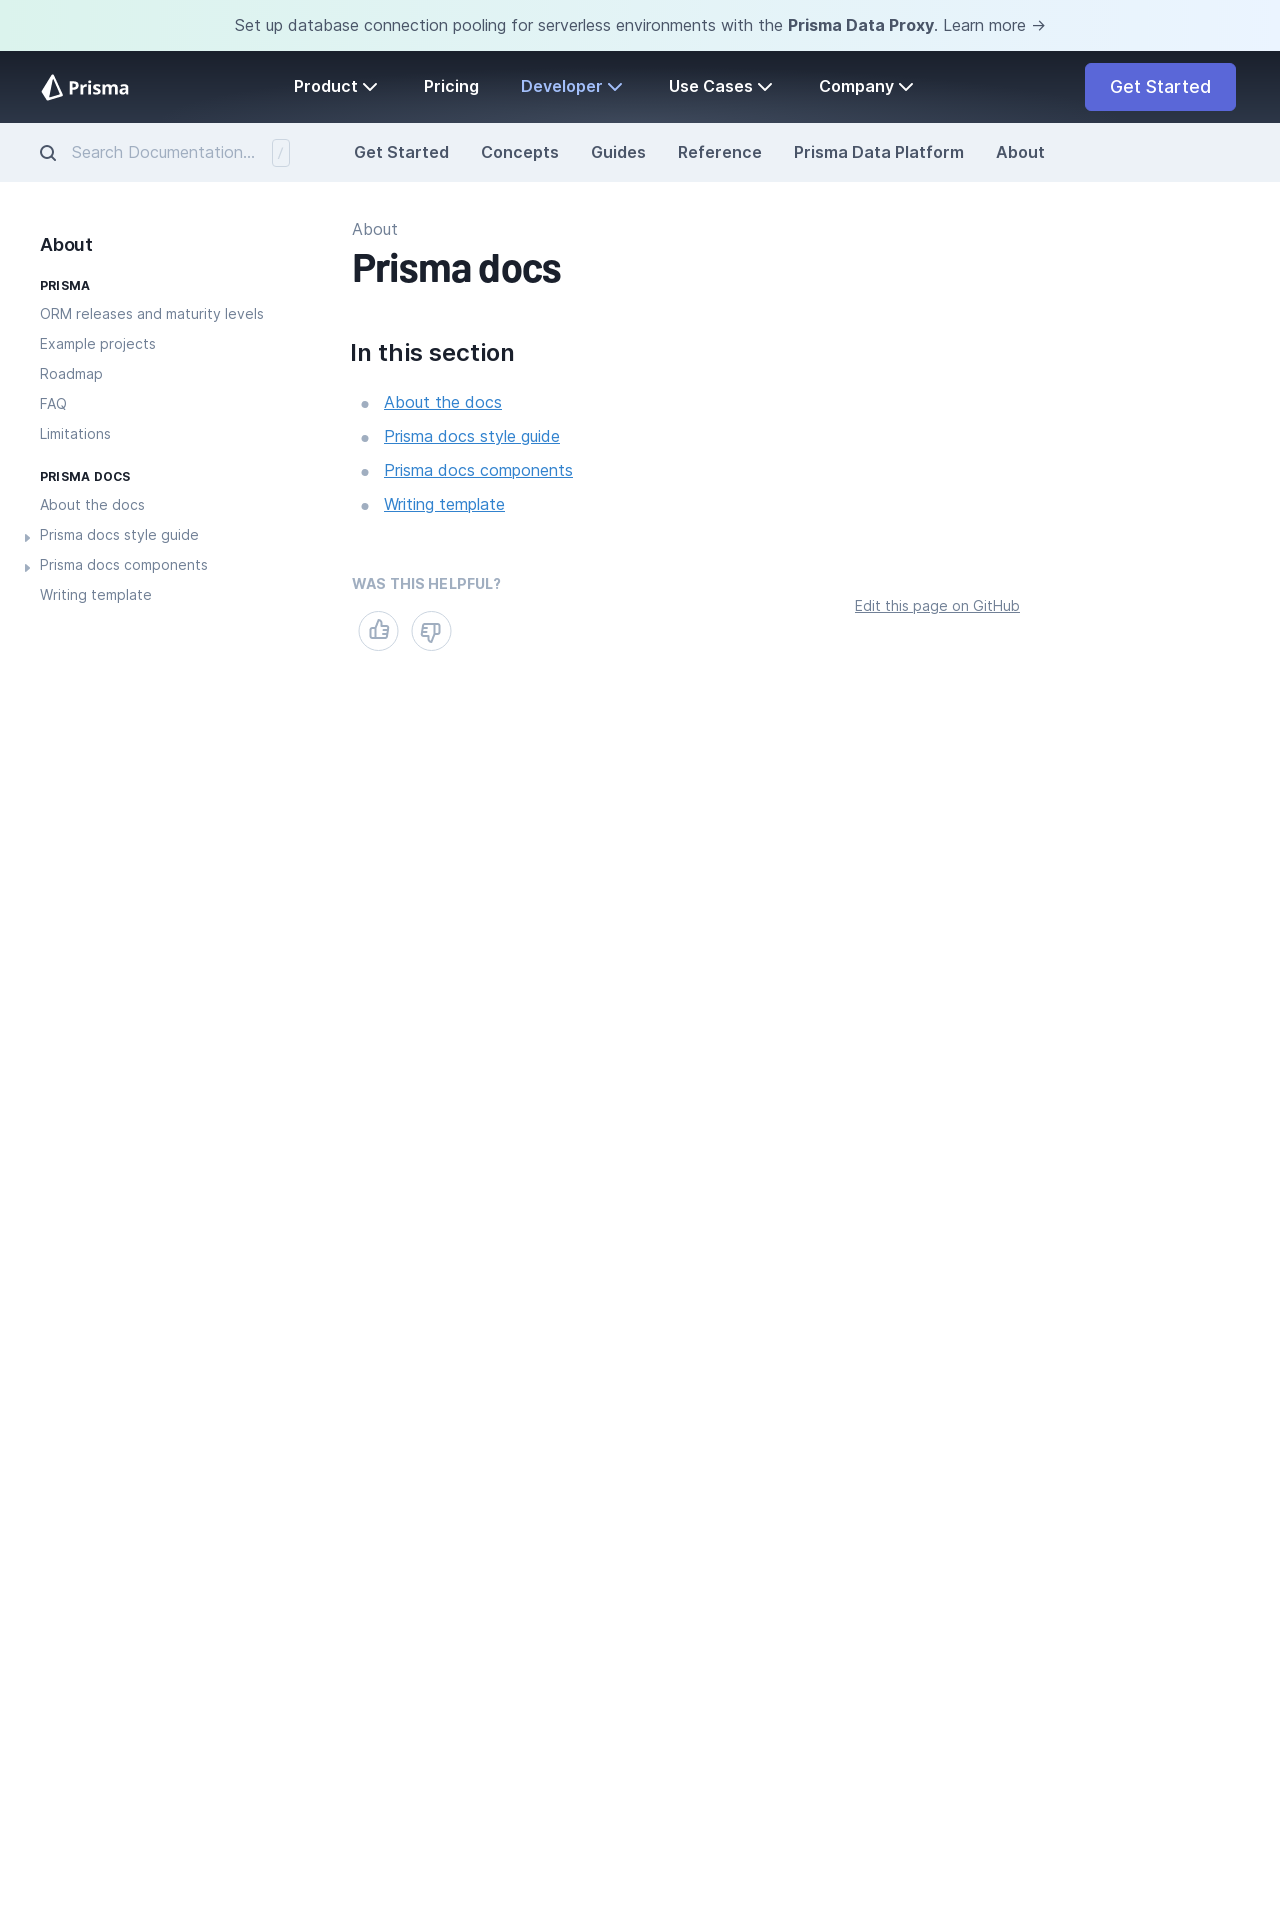 Set up database connection pooling for serverless environments with the Prisma Data Proxy. Learn more →
Prisma
Product
Pricing
Developer
Use Cases
Company
Get Started
Search Documentation...
/
Get Started
Concepts
Guides
Reference
Prisma Data Platform
About
About
PRISMA
ORM releases and maturity levels
Example projects
Roadmap
FAQ
Limitations
PRISMA DOCS
About the docs
Prisma docs style guide
Prisma docs components
Writing template
About
Prisma docs
In this section
About the docs
Prisma docs style guide
Prisma docs components
Writing template
WAS THIS HELPFUL?
Edit this page on GitHub